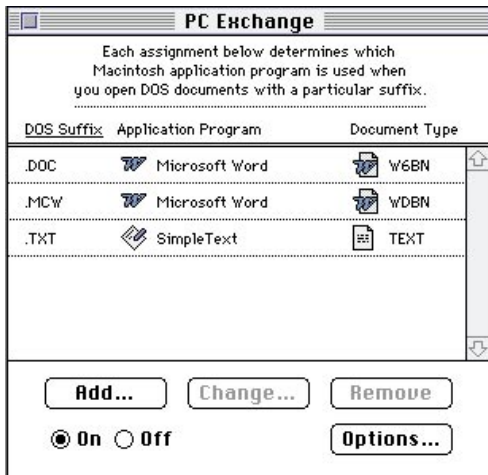 PC Exchange
Each assignment below determines which
Macintosh application program is used when
you open DOS documents with a particular suffix.
DOS Suffix Application Program Document Type
.DOC Microsoft Word W6BN
.MCW Microsoft Word WDBN
.TXT SimpleText TEXT
Add... Change... Remove
On Off Options...